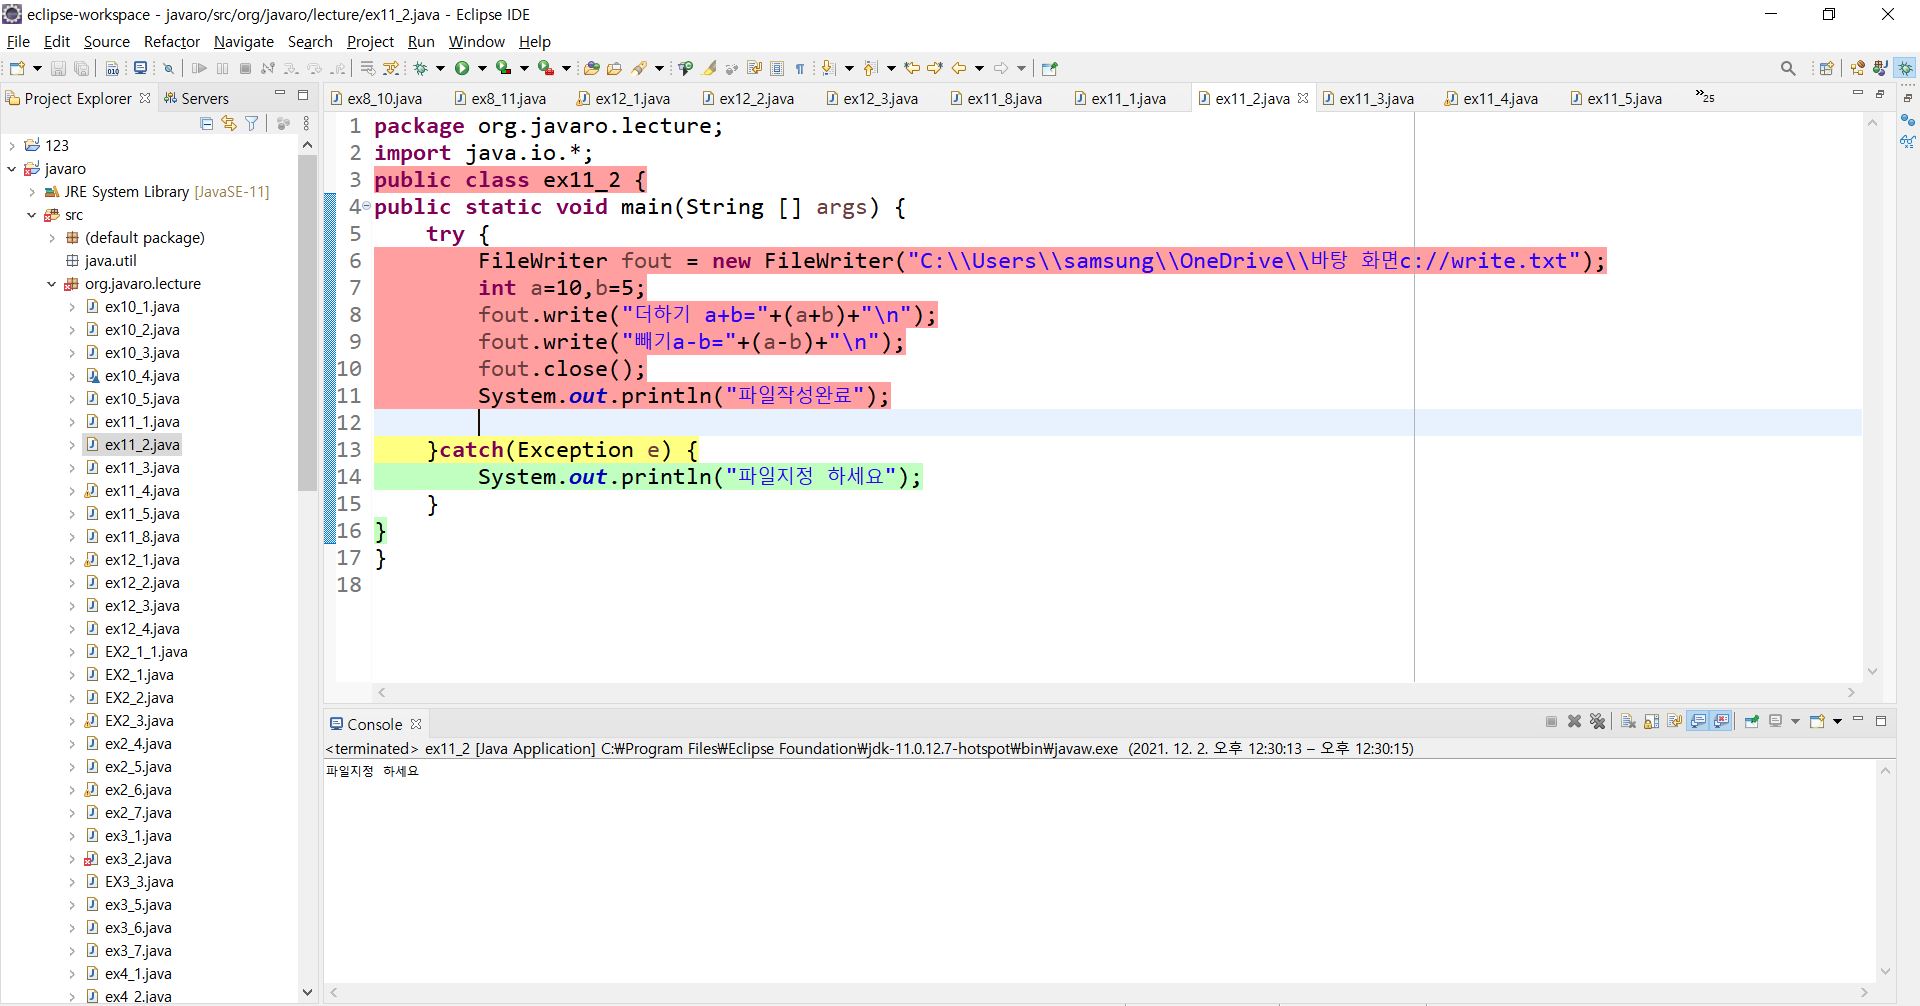 eclipse-workspace - javaro/src/org/javaro/lecture/ex11_2.java - Eclipse IDE
File Edit Source Refactor Navigate Search Project Run Window Help
Project Explorer Servers
ex8_10.java ex8_11.java ex12_1.java ex12_2.java ex12_3.java ex11_8.java ex11_1.java ex11_2.java ex11_3.java ex11_4.java ex11_5.java »25
123
javaro
JRE System Library [JavaSE-11]
src
(default package)
java.util
org.javaro.lecture
ex10_1.java
ex10_2.java
ex10_3.java
ex10_4.java
ex10_5.java
ex11_1.java
ex11_2.java
ex11_3.java
ex11_4.java
ex11_5.java
ex11_8.java
ex12_1.java
ex12_2.java
ex12_3.java
ex12_4.java
EX2_1_1.java
EX2_1.java
EX2_2.java
EX2_3.java
ex2_4.java
ex2_5.java
ex2_6.java
ex2_7.java
ex3_1.java
ex3_2.java
EX3_3.java
ex3_5.java
ex3_6.java
ex3_7.java
ex4_1.java
ex4_2.java
1 package org.javaro.lecture;
2 import java.io.*;
3 public class ex11_2 {
4 public static void main(String [] args) {
5 try {
6 FileWriter fout = new FileWriter("C:\\Users\\samsung\\OneDrive\\바탕 화면c://write.txt");
7 int a=10,b=5;
8 fout.write("더하기 a+b="+(a+b)+"\n");
9 fout.write("빼기a-b="+(a-b)+"\n");
10 fout.close();
11 System.out.println("파일작성완료");
12
13 }catch(Exception e) {
14 System.out.println("파일지정 하세요");
15 }
16 }
17 }
18
Console
<terminated> ex11_2 [Java Application] C:₩Program Files₩Eclipse Foundation₩jdk-11.0.12.7-hotspot₩bin₩javaw.exe (2021. 12. 2. 오후 12:30:13 – 오후 12:30:15)
파일지정 하세요